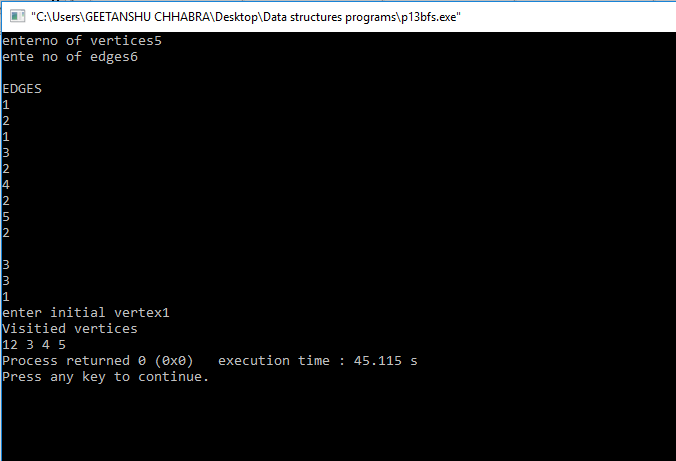 "C:\Users\GEETANSHU CHHABRA\Desktop\Data structures programs\p13bfs.exe"
enterno of vertices5
ente no of edges6
EDGES
1
2
1
3
2
4
2
5
2
3
3
1
enter initial vertex1
Visitied vertices
12 3 4 5
Process returned 0 (0x0)   execution time : 45.115 s
Press any key to continue.